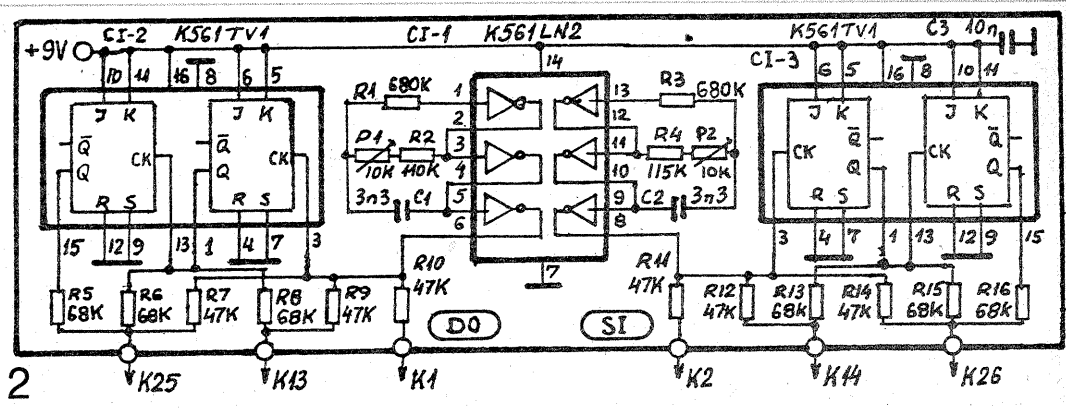 +9V CI-2 K561TV1 CI-1 K561LN2 K561TV1 C3 10n
CI-3
10 11 16 8 6 5 14 6 5 16 8 10 11
R1 680K 1 13 R3 680K
J K J K 2 12 J K J K
P1 R2 3 11 R4 P2
10K 110K 4 10 115K 10K
Q̅ Q̅ Q̅ Q̅
Q CK Q CK CK Q CK Q
3n3 C1 5 9 C2 3n3
6 8
R S R S R S R S
15 12 9 13 1 4 7 3 7 3 4 7 1 13 12 9 15
R5 68K R6 68K R7 47K R8 68K R9 47K R10 47K R11 47K R12 47K R13 68K R14 47K R15 68K R16 68K
DO SI
2 K25 K13 K1 K2 K14 K26